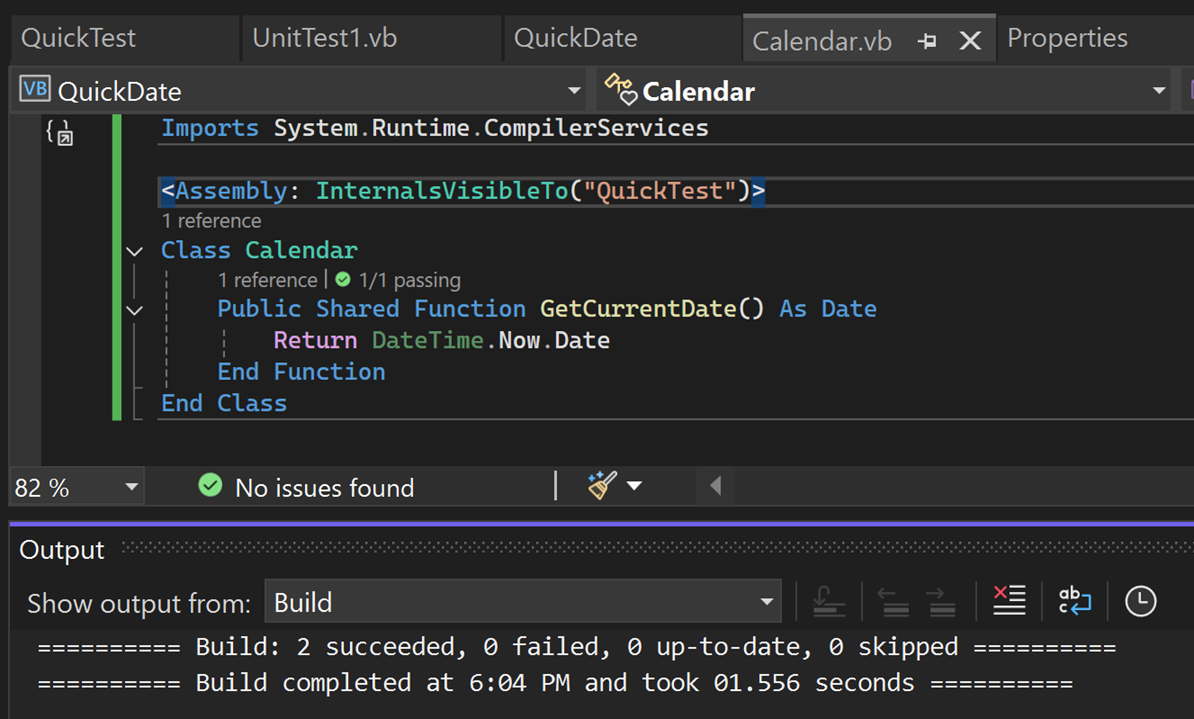 QuickTest UnitTest1.vb QuickDate Calendar.vb Properties
VB QuickDate Calendar
Imports System.Runtime.CompilerServices
<Assembly: InternalsVisibleTo("QuickTest")>
1 reference
Class Calendar
1 reference | 1/1 passing
Public Shared Function GetCurrentDate() As Date
Return DateTime.Now.Date
End Function
End Class
82 % No issues found
Output
Show output from: Build
========== Build: 2 succeeded, 0 failed, 0 up-to-date, 0 skipped ==========
========== Build completed at 6:04 PM and took 01.556 seconds ==========